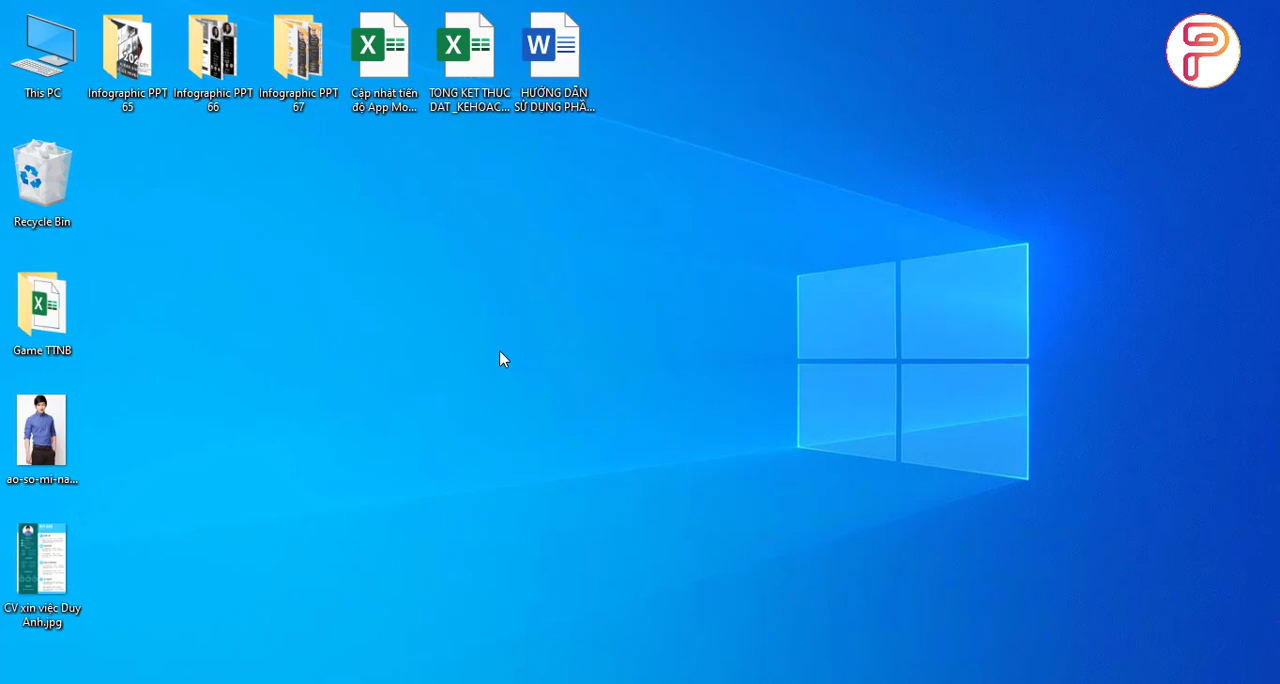 This PC
Infographic PPT
65
Infographic PPT
66
Infographic PPT
67
Cập nhật tiến
độ App Mo...
TONG KET THUC
DAT _KEHOAC...
HƯỚNG DẪN
SỬ DỤNG PHẦ...
Recycle Bin
Game TTNB
ao-so-mi-na...
CV xin việc Duy
Anh.jpg